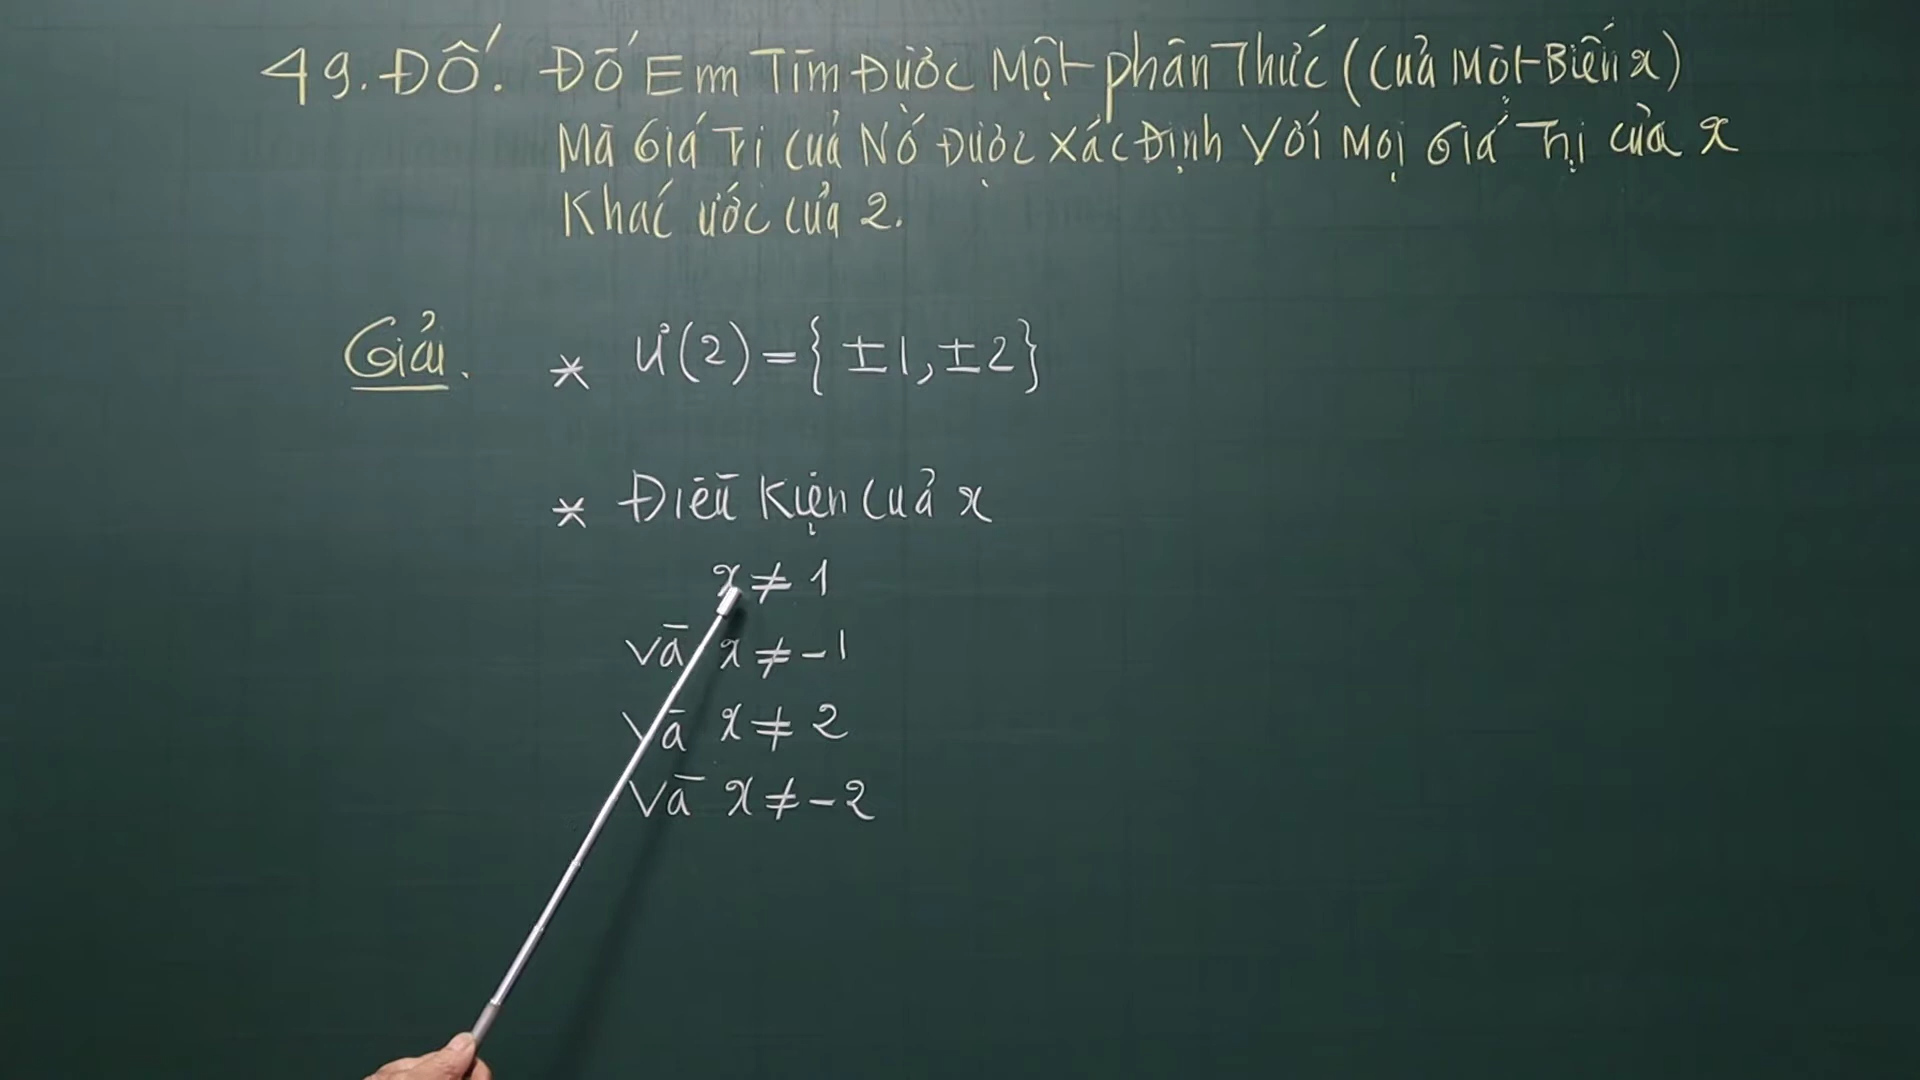 49. ĐỐ. ĐỐ Em Tìm Được Một phân Thức (Của Một Biến x)
Mà Giá Trị Của Nó Được Xác Định Với Mọi Giá Trị của x
Khác ước của 2.
Giải. * Ư(2) = { ±1, ±2 }
* Điều Kiện Của x
x ≠ 1
và x ≠ -1
và x ≠ 2
và x ≠ -2